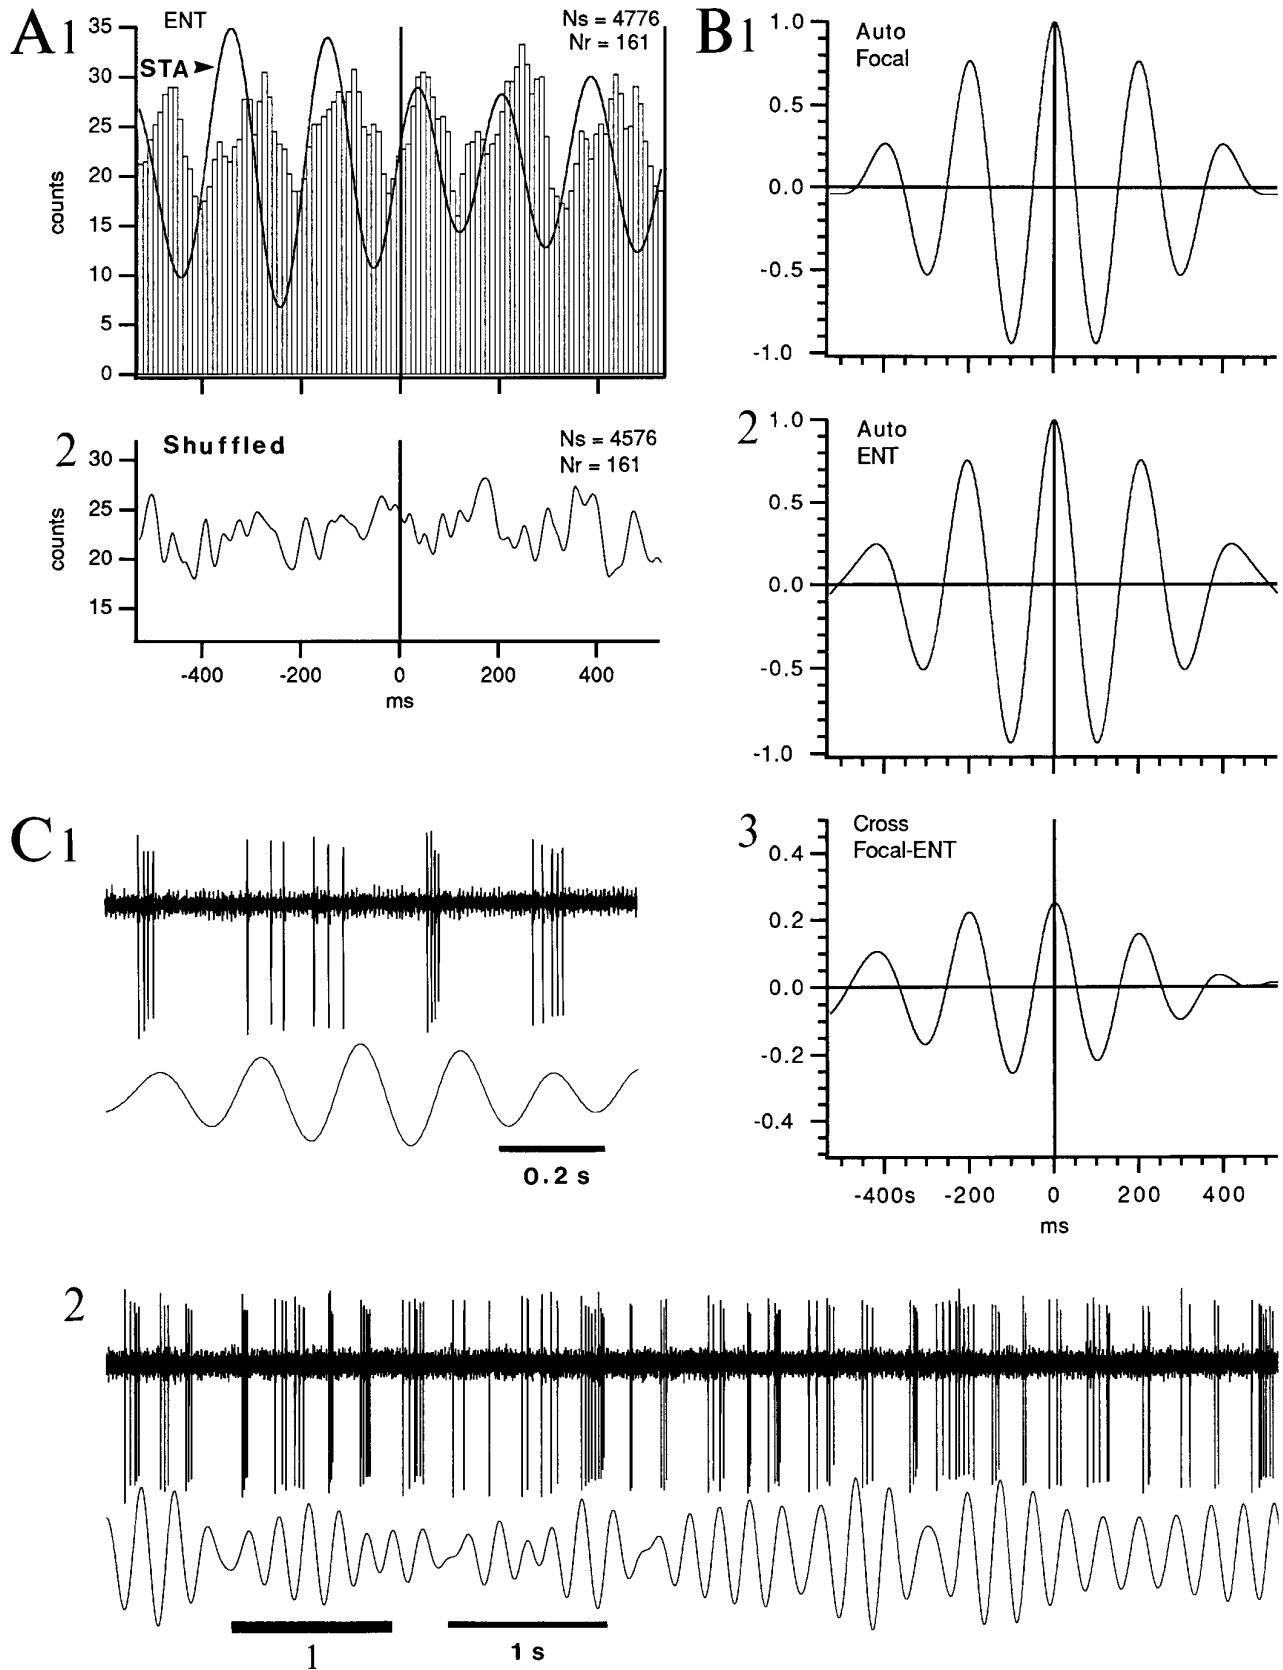 A1
ENT
Ns = 4776
Nr = 161
STA
35
30
25
20
15
10
5
0
counts
2
Shuffled
Ns = 4576
Nr = 161
30
25
20
15
counts
-400 -200 0 200 400
ms
B1
Auto
Focal
1.0
0.5
0.0
-0.5
-1.0
2
Auto
ENT
1.0
0.5
0.0
-0.5
-1.0
3
Cross
Focal-ENT
0.4
0.2
0.0
-0.2
-0.4
-400s -200 0 200 400
ms
C1
0.2 s
2
1
1 s